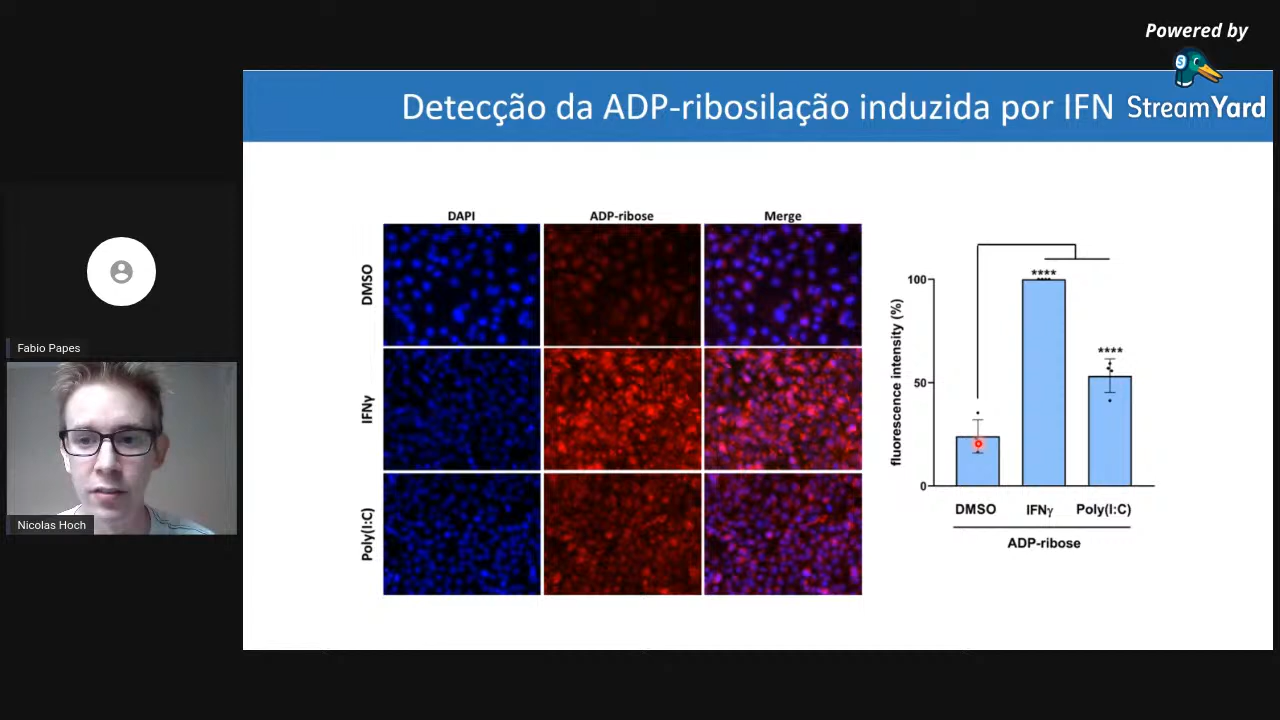 Powered by
StreamYard
Detecção da ADP-ribosilação induzida por IFN
DAPI
ADP-ribose
Merge
DMSO
IFNγ
Poly(I:C)
fluorescence intensity (%)
100
50
0
****
****
DMSO
IFNγ
Poly(I:C)
ADP-ribose
Fabio Papes
Nicolas Hoch